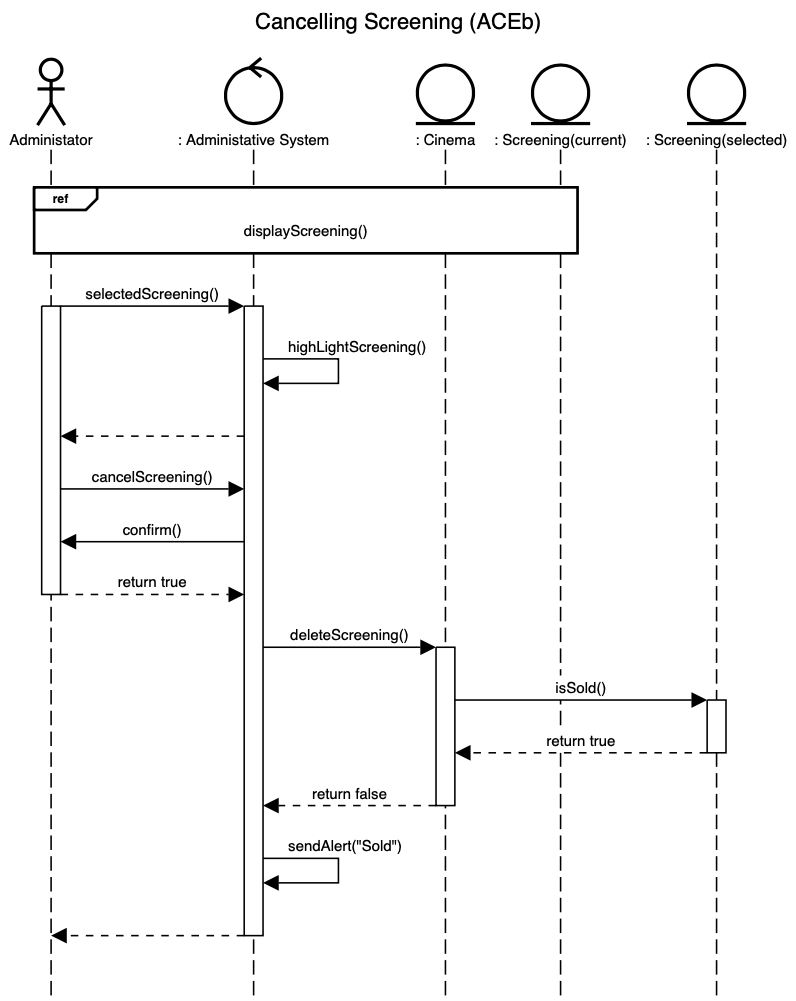 Cancelling Screening (ACEb)
Administator
: Administative System
: Cinema
: Screening(current)
: Screening(selected)
ref
displayScreening()
selectedScreening()
highLightScreening()
cancelScreening()
confirm()
return true
deleteScreening()
isSold()
return true
return false
sendAlert("Sold")